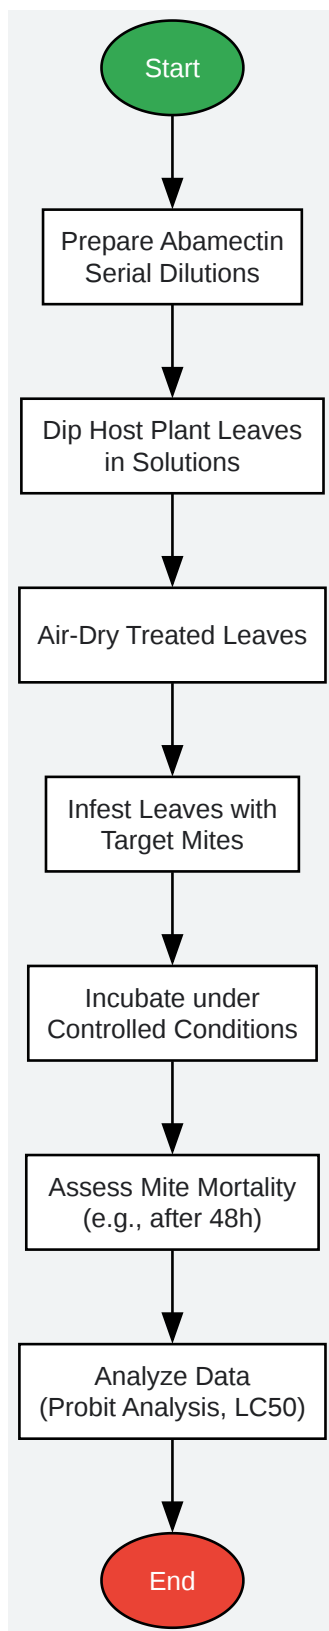 Start
Prepare Abamectin
Serial Dilutions
Dip Host Plant Leaves
in Solutions
Air-Dry Treated Leaves
Infest Leaves with
Target Mites
Incubate under
Controlled Conditions
Assess Mite Mortality
(e.g., after 48h)
Analyze Data
(Probit Analysis, LC50)
End